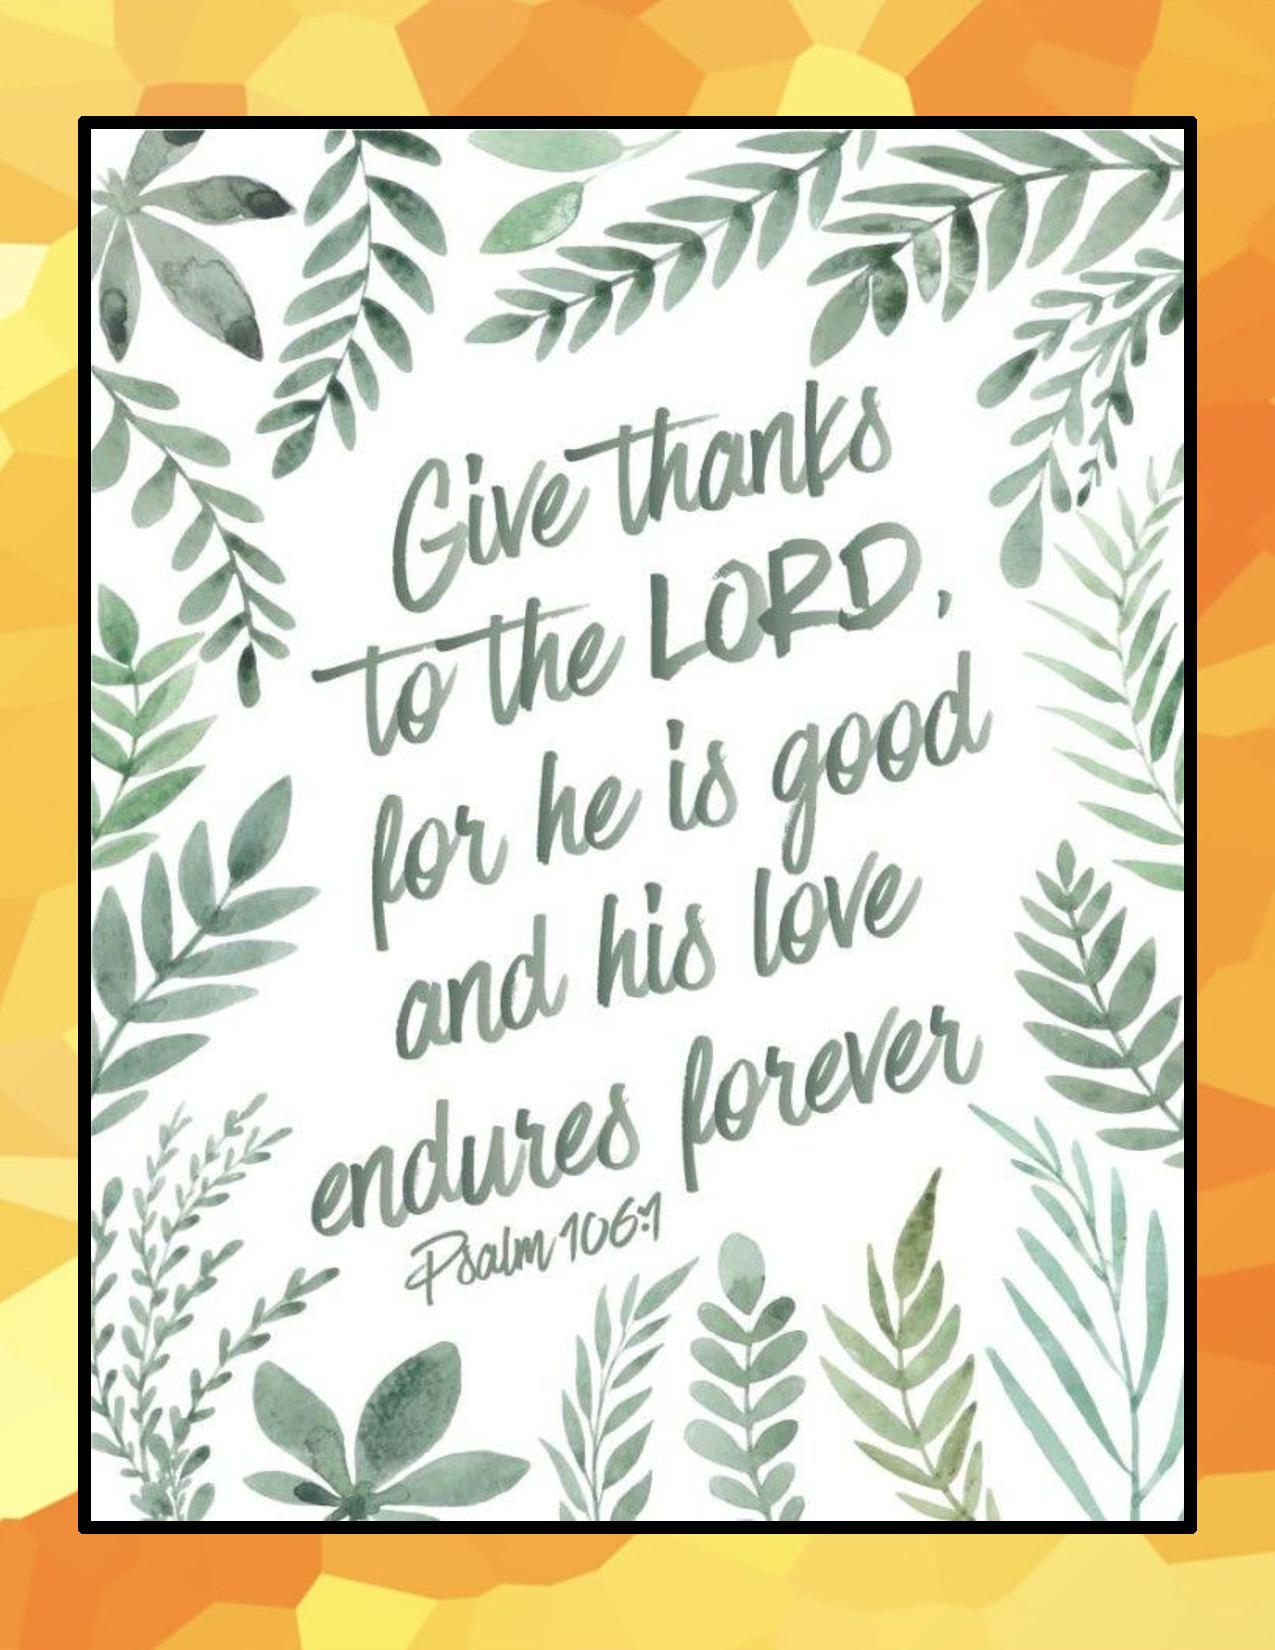 Give thanks
to the LORD,
for he is good
and his love
endures forever
Psalm 106:1